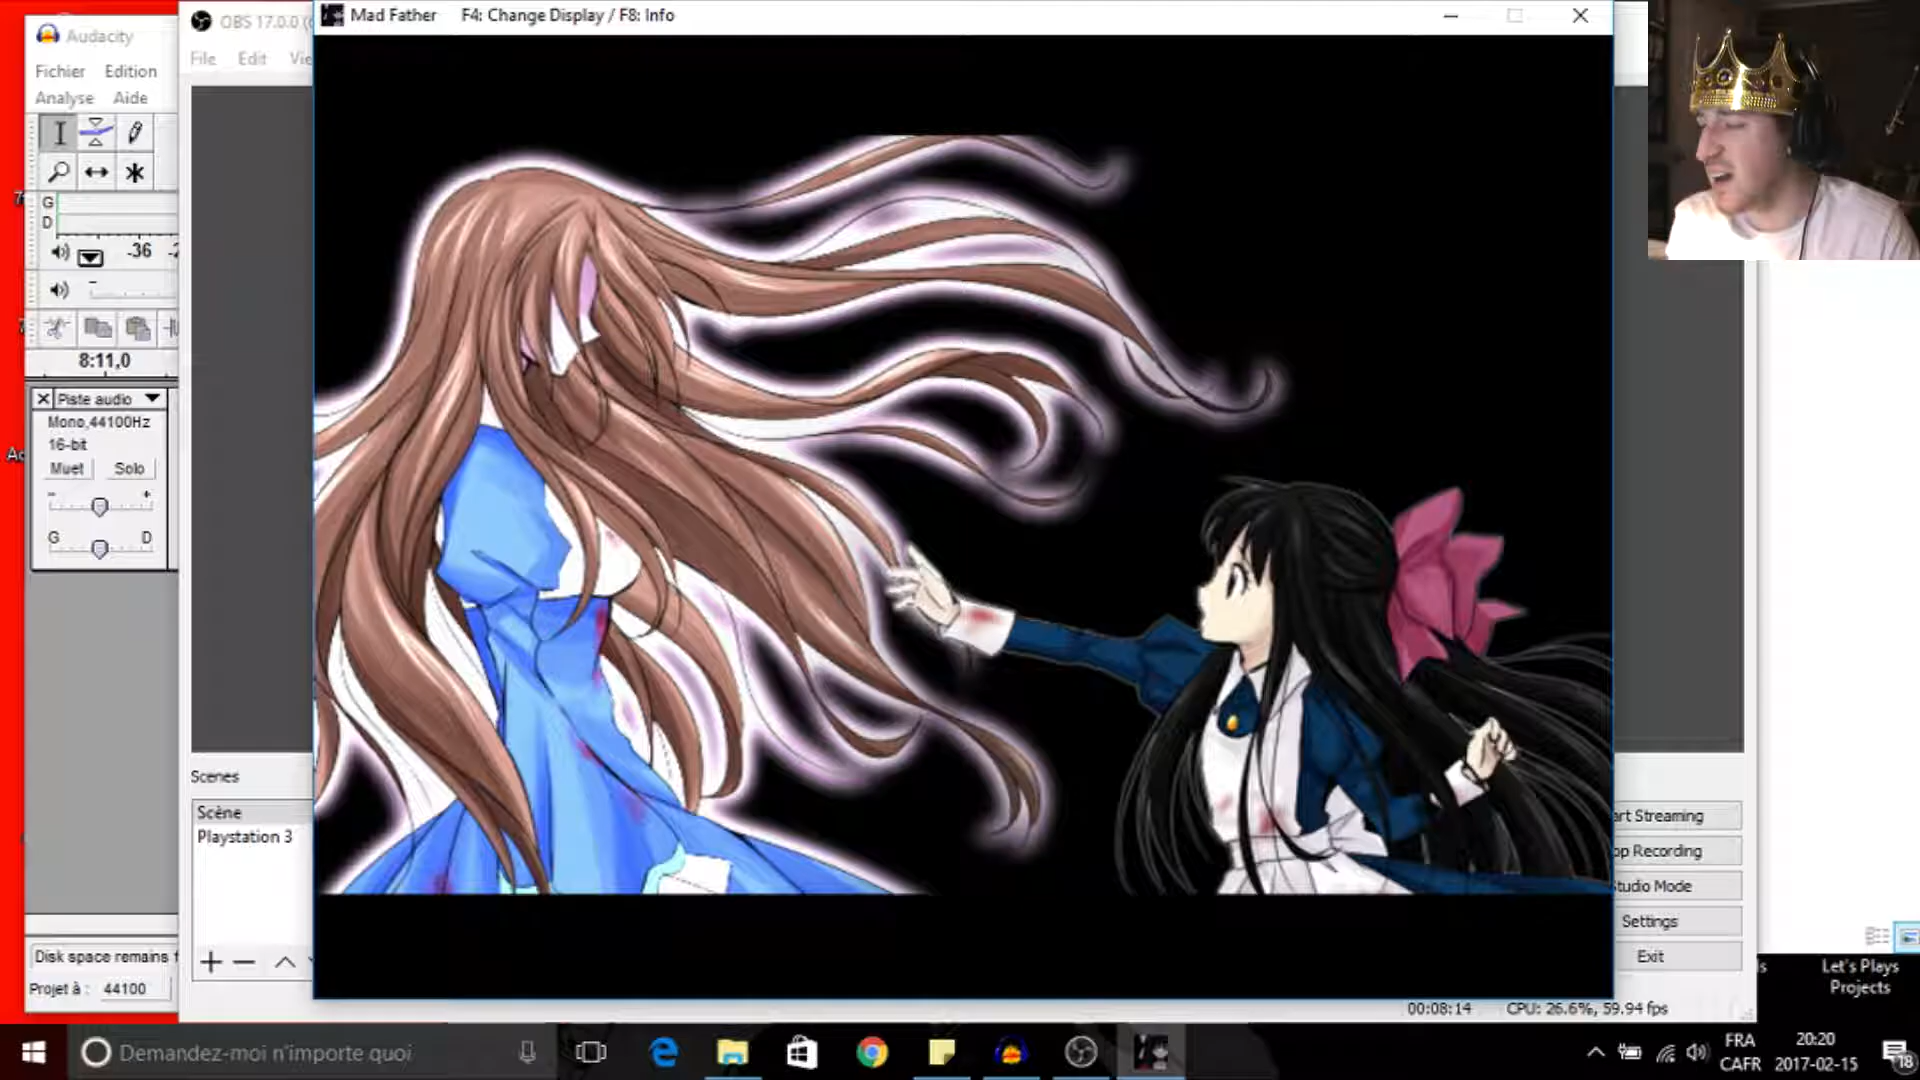 Mad Father F4: Change Display / F8: Info
Audacity
Fichier Edition
Analyse Aide
G
D
-36
8:11,0
Piste audio
Mono,44100Hz
16-bit
Muet Solo
- +
G D
Disk space remains
Projet à : 44100
OBS 17.0.0
File Edit
Scenes
Scène
Playstation 3
Streaming
Recording
Studio Mode
Settings
Exit
00:08:14 CPU: 26.6%, 59.94 fps
Let's Plays
Projects
Demandez-moi n'importe quoi
FRA
CAFR
20:20
2017-02-15
18